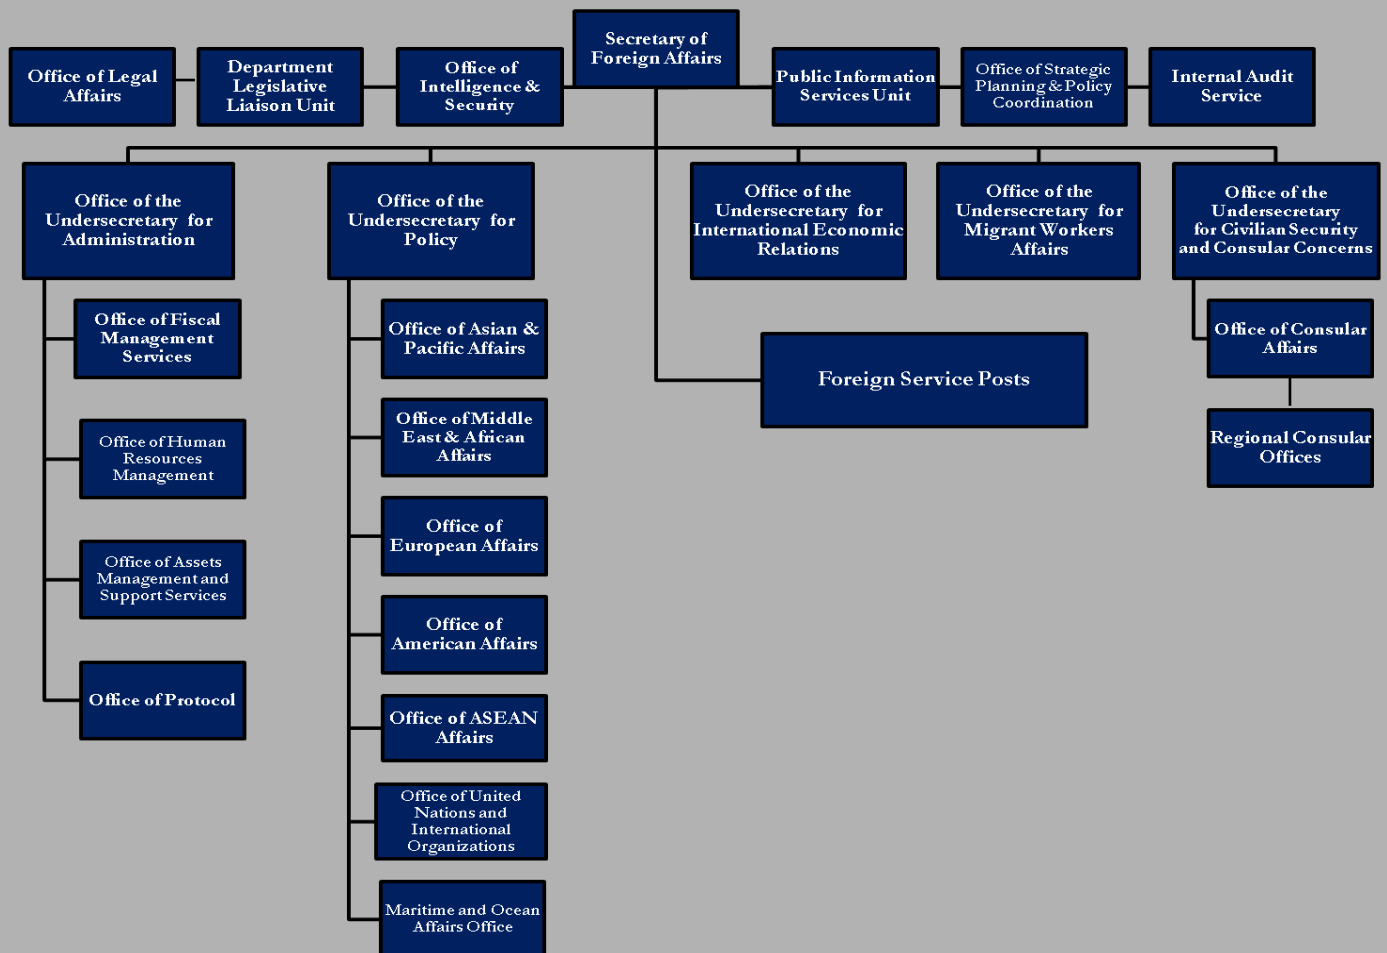 Secretary of
Foreign Affairs
Office of Legal
Affairs
Department
Legislative
Liaison Unit
Office of
Intelligence &
Security
Public Information
Services Unit
Office of Strategic
Planning & Policy
Coordination
Internal Audit
Service
Office of the
Undersecretary for
Administration
Office of the
Undersecretary for
Policy
Office of the
Undersecretary for
International Economic
Relations
Office of the
Undersecretary for
Migrant Workers
Affairs
Office of the
Undersecretary
for Civilian Security
and Consular Concerns
Office of Fiscal
Management
Services
Office of Human
Resources
Management
Office of Assets
Management and
Support Services
Office of Protocol
Office of Asian &
Pacific Affairs
Office of Middle
East & African
Affairs
Office of
European Affairs
Office of
American Affairs
Office of ASEAN
Affairs
Office of United
Nations and
International
Organizations
Maritime and Ocean
Affairs Office
Foreign Service Posts
Office of Consular
Affairs
Regional Consular
Offices